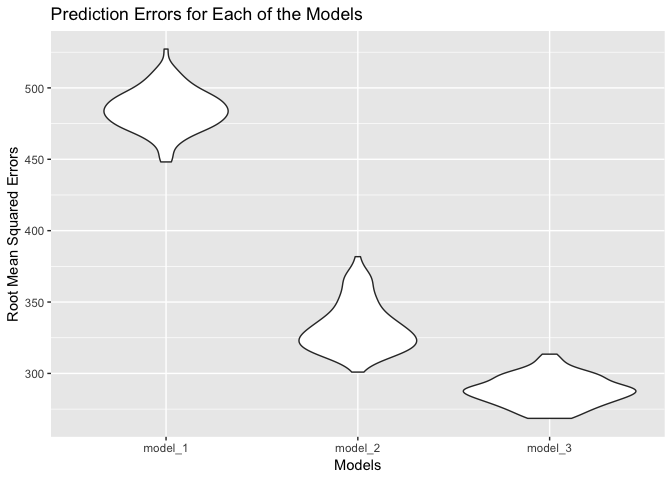 Prediction Errors for Each of the Models
Root Mean Squared Errors
500
450
400
350
300
model_1
model_2
model_3
Models